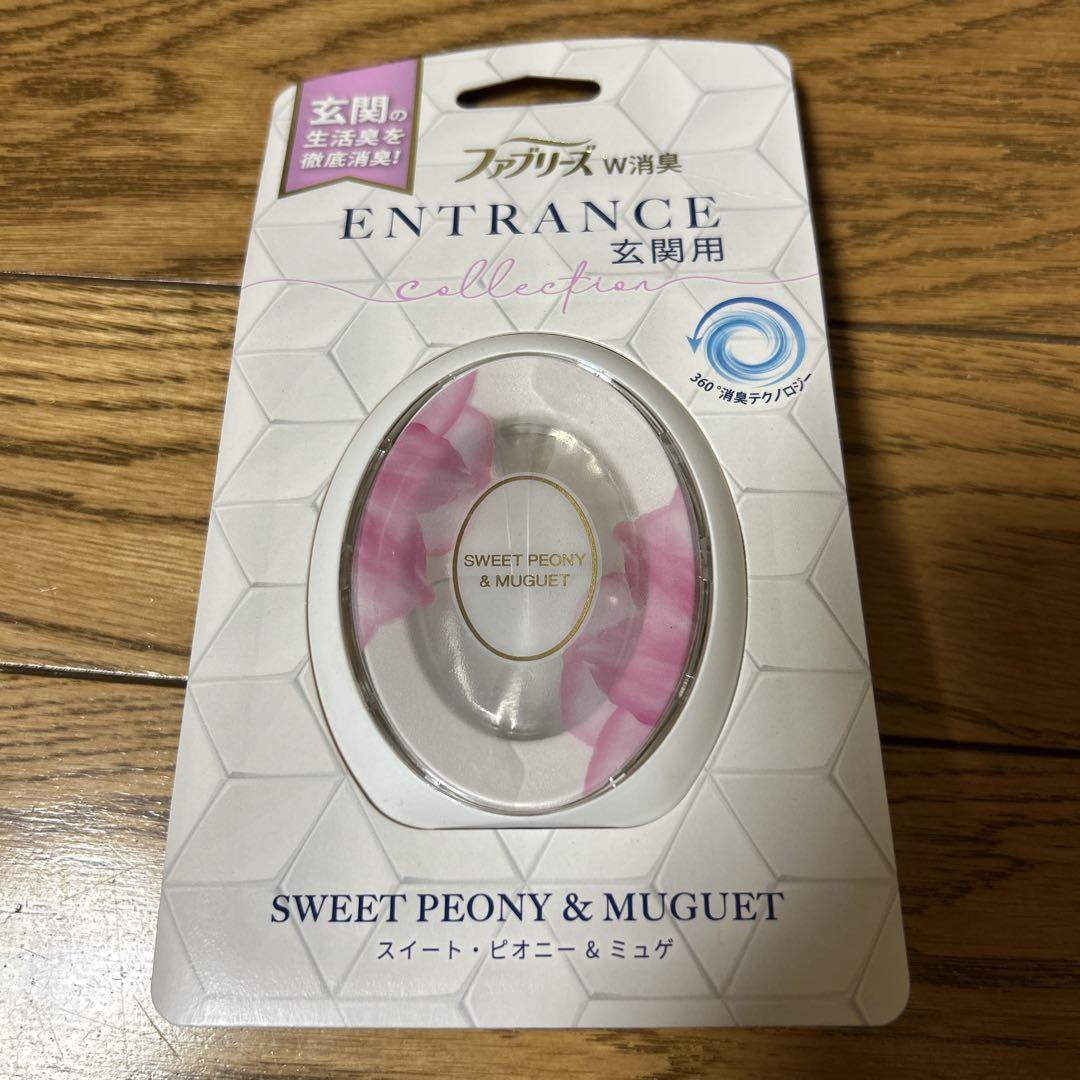 玄関の
生活臭を
徹底消臭!
ファブリーズ W消臭
ENTRANCE
玄関用
collection
360°消臭テクノロジー
SWEET PEONY
& MUGUET
SWEET PEONY & MUGUET
スイート・ピオニー & ミュゲ